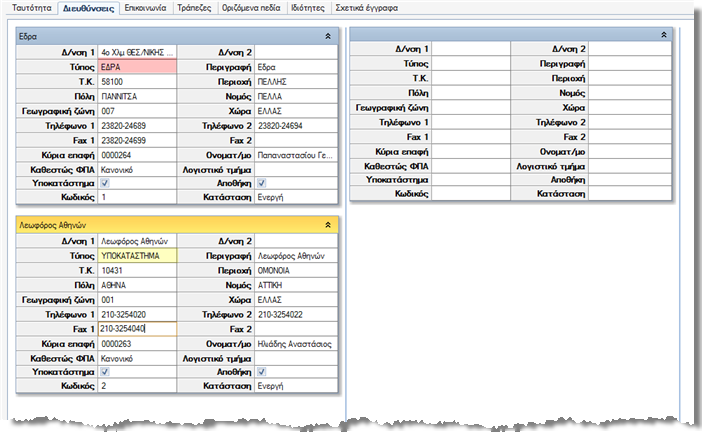 Ταυτότητα Διευθύνσεις Επικοινωνία Τράπεζες Οριζόμενα πεδία Ιδιότητες Σχετικά έγγραφα
Εδρα
Δ/νση 1 4ο Χλμ ΘΕΣ/ΝΙΚΗΣ ... Δ/νση 2
Τύπος ΕΔΡΑ Περιγραφή Εδρα
Τ.Κ. 58100 Περιοχή ΠΕΛΛΗΣ
Πόλη ΓΙΑΝΝΙΤΣΑ Νομός ΠΕΛΛΑ
Γεωγραφική ζώνη 007 Χώρα ΕΛΛΑΣ
Τηλέφωνο 1 23820-24689 Τηλέφωνο 2 23820-24694
Fax 1 23820-24699 Fax 2
Κύρια επαφή 0000264 Ονοματ/μο Παπαναστασίου Γε...
Καθεστώς ΦΠΑ Κανονικό Λογιστικό τμήμα
Υποκατάστημα Αποθήκη
Κωδικός 1 Κατάσταση Ενεργή
Λεωφόρος Αθηνών
Δ/νση 1 Λεωφόρος Αθηνών Δ/νση 2
Τύπος ΥΠΟΚΑΤΑΣΤΗΜΑ Περιγραφή Λεωφόρος Αθηνών
Τ.Κ. 10431 Περιοχή ΟΜΟΝΟΙΑ
Πόλη ΑΘΗΝΑ Νομός ΑΤΤΙΚΗ
Γεωγραφική ζώνη 001 Χώρα ΕΛΛΑΣ
Τηλέφωνο 1 210-3254020 Τηλέφωνο 2 210-3254022
Fax 1 210-3254040 Fax 2
Κύρια επαφή 0000263 Ονοματ/μο Ηλιάδης Αναστάσιος
Καθεστώς ΦΠΑ Κανονικό Λογιστικό τμήμα
Υποκατάστημα Αποθήκη
Κωδικός 2 Κατάσταση Ενεργή
Δ/νση 1 Δ/νση 2
Τύπος Περιγραφή
Τ.Κ. Περιοχή
Πόλη Νομός
Γεωγραφική ζώνη Χώρα
Τηλέφωνο 1 Τηλέφωνο 2
Fax 1 Fax 2
Κύρια επαφή Ονοματ/μο
Καθεστώς ΦΠΑ Λογιστικό τμήμα
Υποκατάστημα Αποθήκη
Κωδικός Κατάσταση